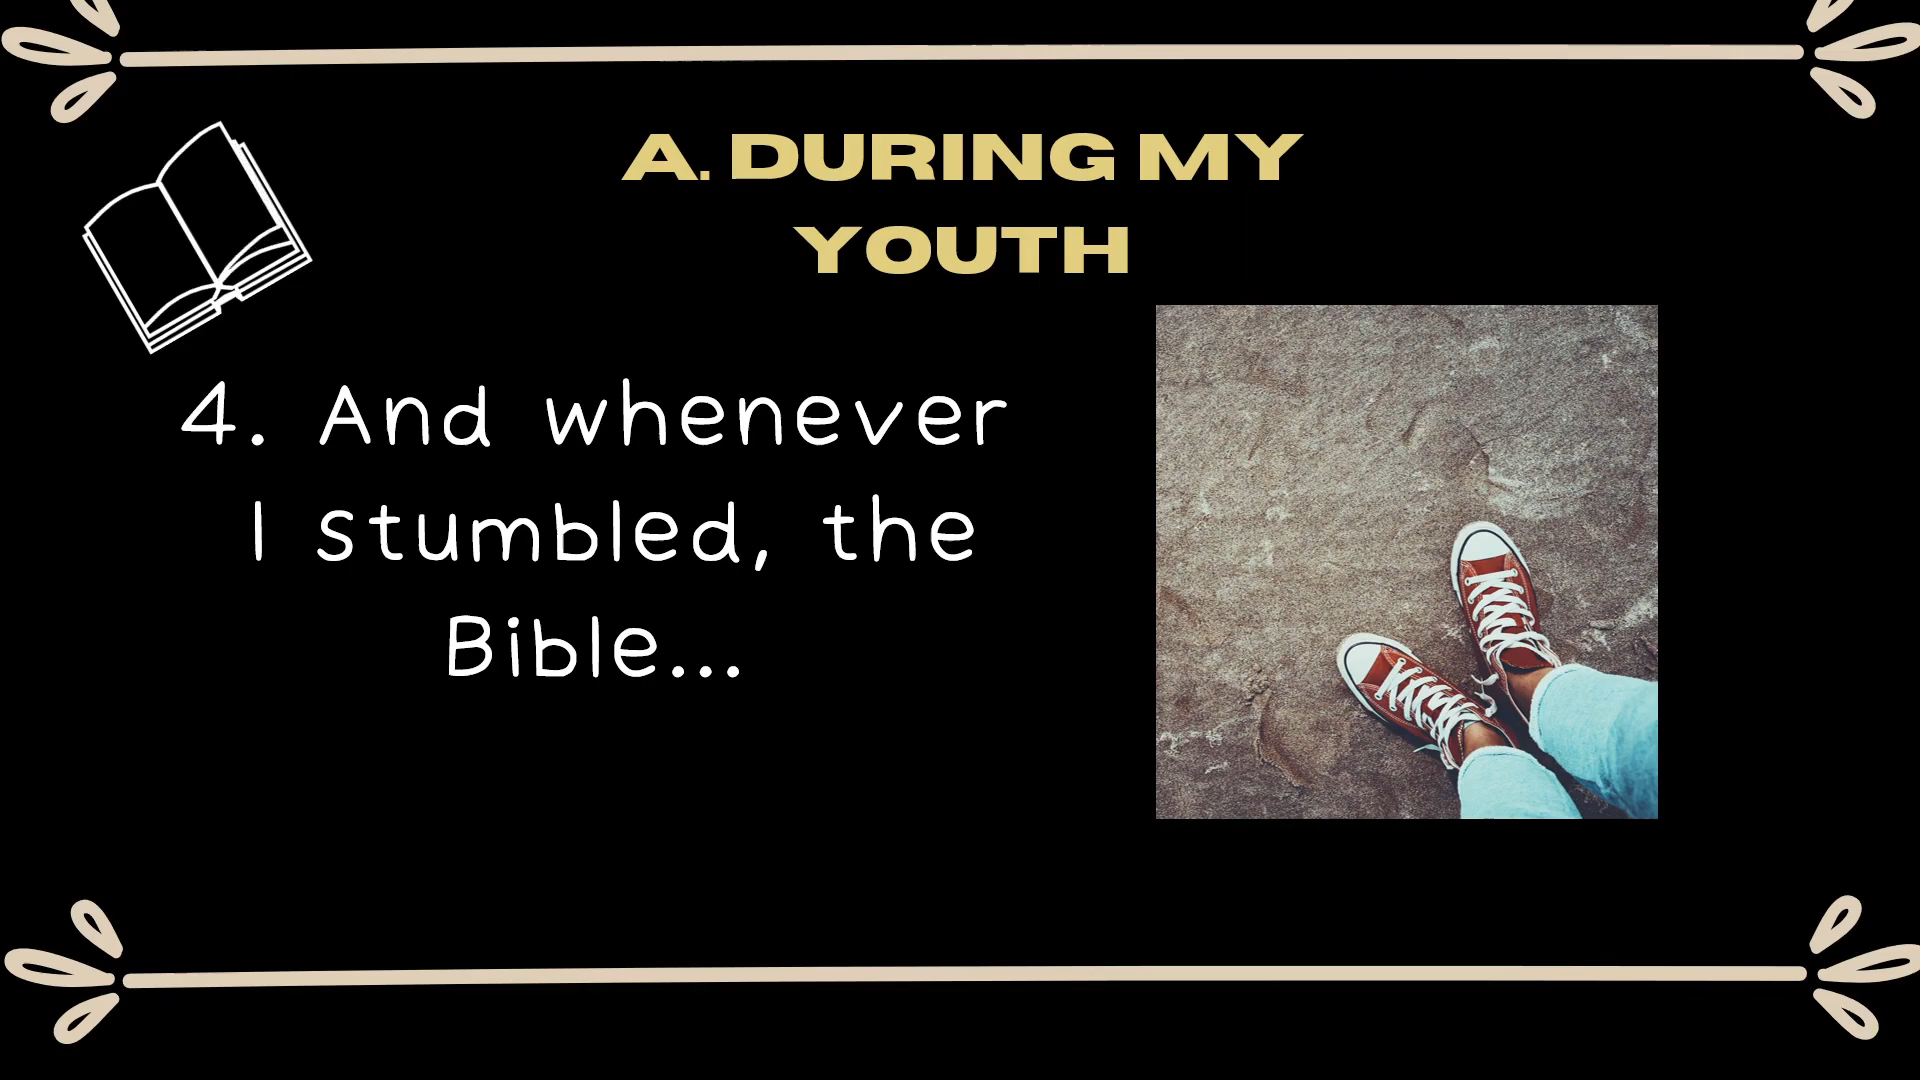 A. DURING MY
YOUTH
4. And whenever
I stumbled, the
Bible...